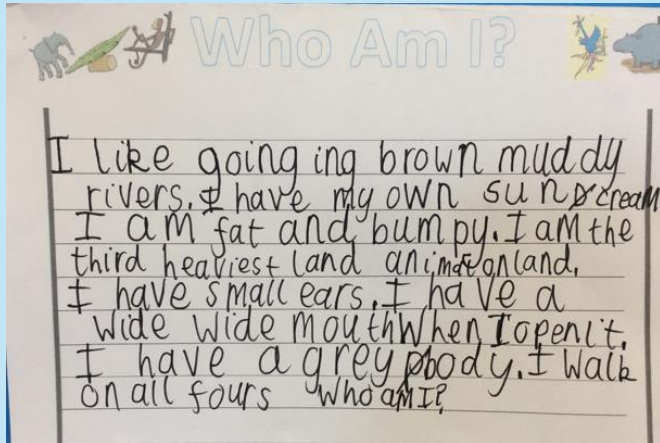 Who Am I?
I like going ing brown muddy
rivers. I have my own sunscream
I am fat and bumpy. I am the
third heaviest land animal on land.
I have small ears. I have a
wide wide mouth when I open it.
I have a grey body. I walk
on all fours who am I?